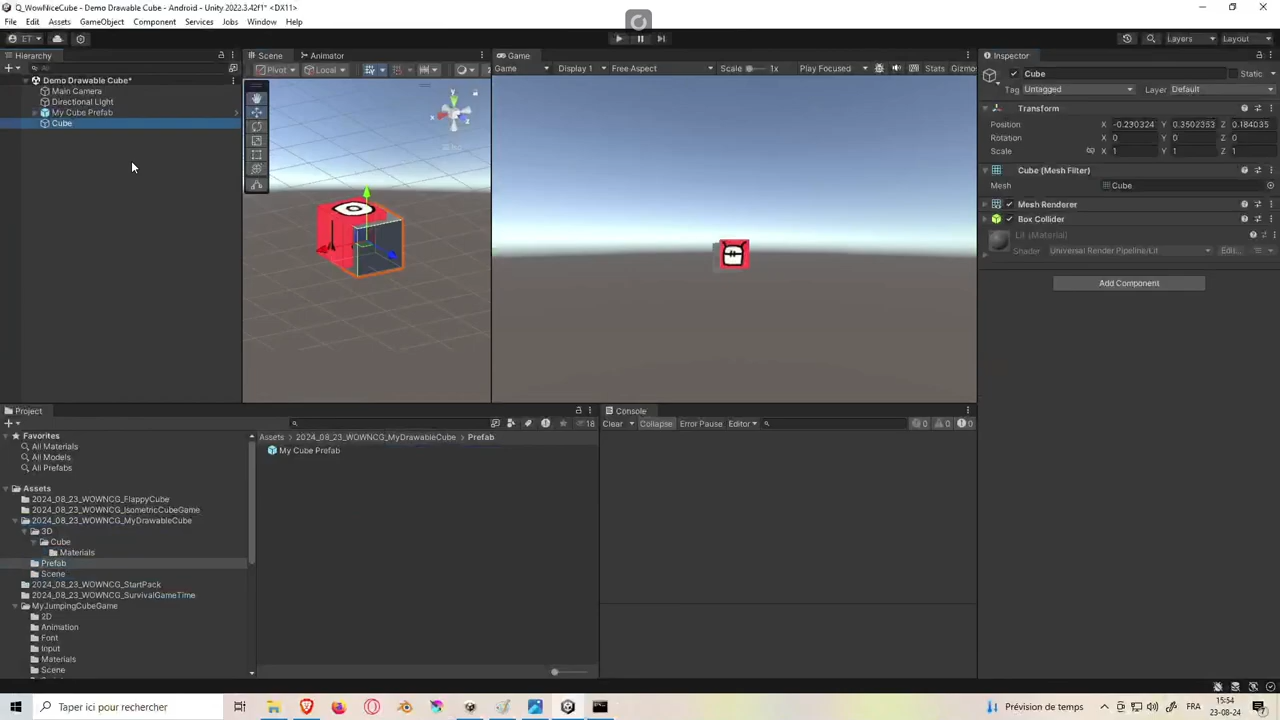 Q_WowNiceCube - Demo Drawable Cube - Android - Unity 2022.3.42f1* <DX11>
File Edit Assets GameObject Component Services Jobs Window Help
ET Layers Layout
Hierarchy Scene Animator Game Inspector
All Pivot Local Game Display 1 Free Aspect Scale 1x Play Focused Stats Gizmo
Cube Static
Tag Untagged Layer Default
Demo Drawable Cube*
Main Camera
Directional Light
My Cube Prefab
Cube
y
x
Transform
Position X -0.230324 Y 0.3502353 Z 0.184035
Rotation X 0 Y 0 Z 0
Scale X 1 Y 1 Z 1
Cube (Mesh Filter)
Mesh Cube
Mesh Renderer
Box Collider
Lit (Material)
Shader Universal Render Pipeline/Lit Edit...
Add Component
Project
18
Favorites
All Materials
All Models
All Prefabs
Assets
2024_08_23_WOWNCG_FlappyCube
2024_08_23_WOWNCG_IsometricCubeGame
2024_08_23_WOWNCG_MyDrawableCube
3D
Cube
Materials
Prefab
Scene
2024_08_23_WOWNCG_StartPack
2024_08_23_WOWNCG_SurvivalGameTime
MyJumpingCubeGame
2D
Animation
Font
Input
Materials
Scene
Assets > 2024_08_23_WOWNCG_MyDrawableCube > Prefab
My Cube Prefab
Console
Clear Collapse Error Pause Editor 0 0 0
Taper ici pour rechercher
Prévision de temps
FRA
15:54
23-08-24